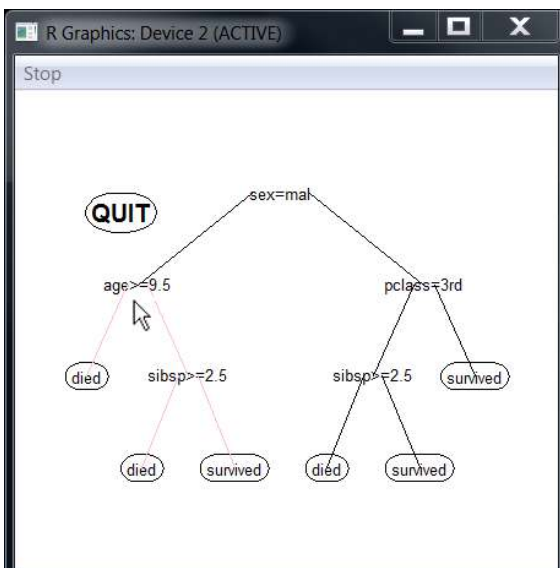 R Graphics: Device 2 (ACTIVE)
Stop
QUIT
sex=mal
age>=9.5
pclass=3rd
died
sibsp>=2.5
sibsp>=2.5
survived
died
survived
died
survived